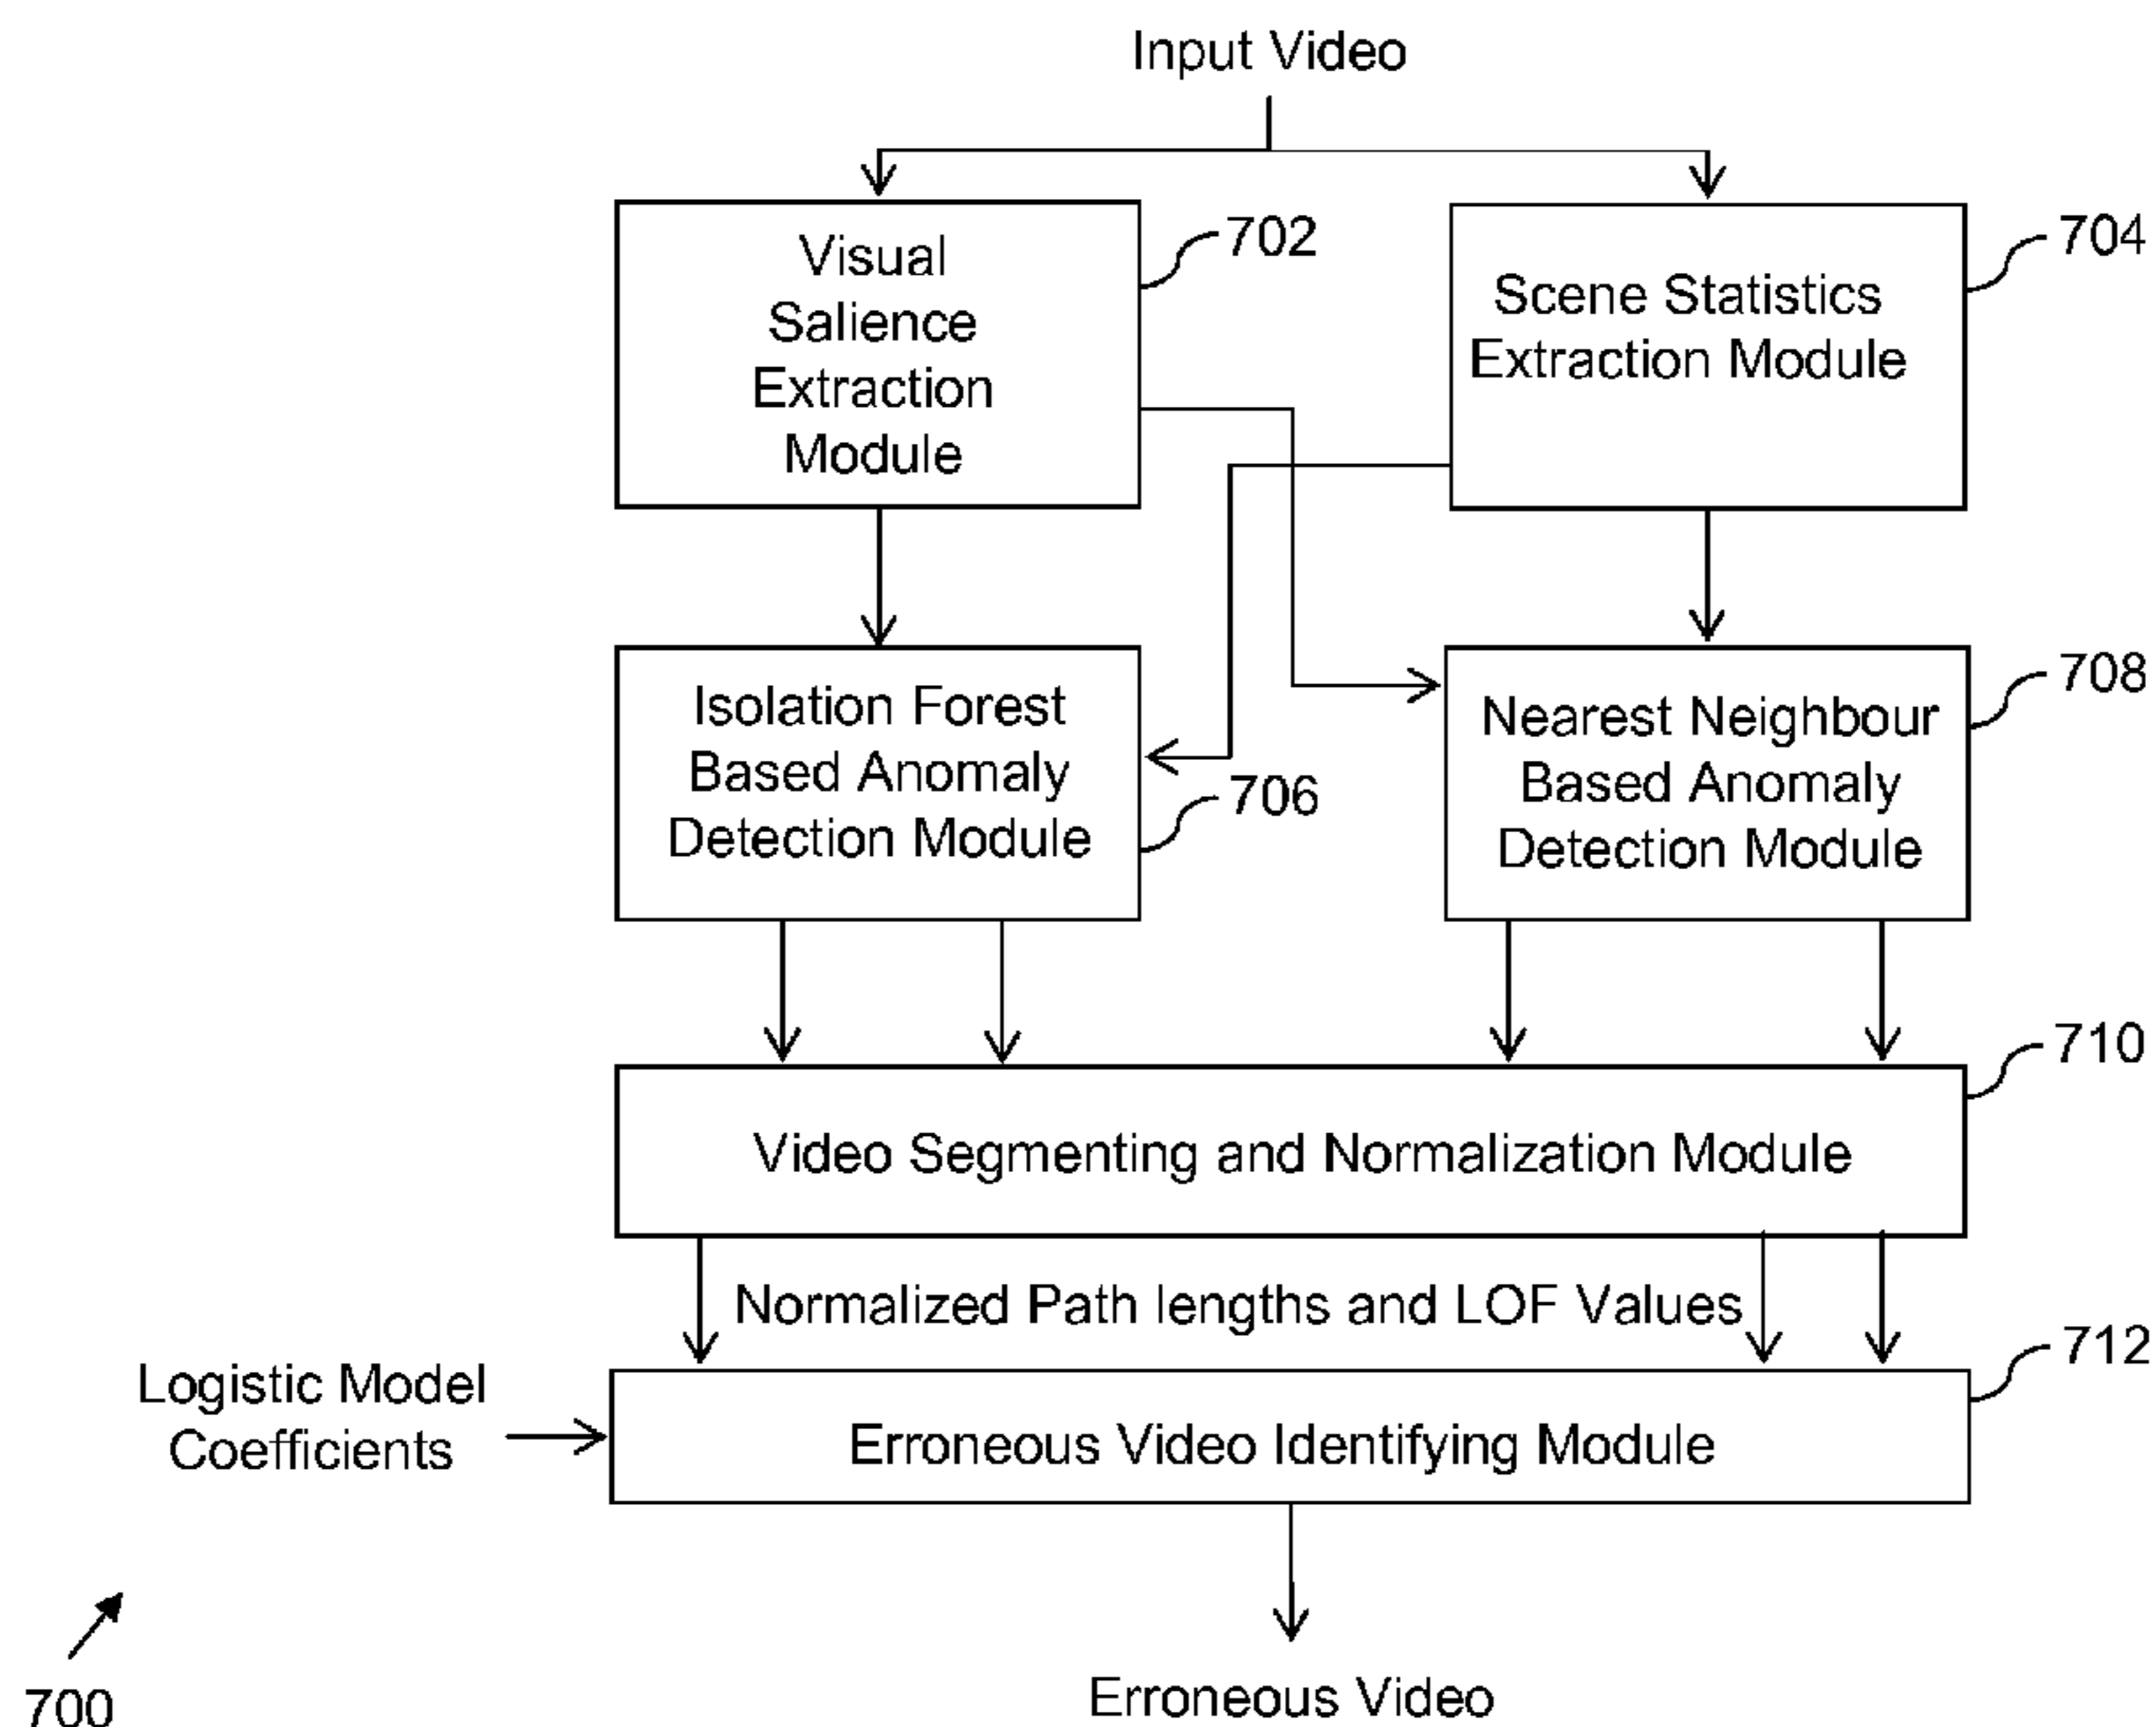 Input Video
Visual
Salience
Extraction
Module
702
Scene Statistics
Extraction Module
704
Isolation Forest
Based Anomaly
Detection Module
706
Nearest Neighbour
Based Anomaly
Detection Module
708
Video Segmenting and Normalization Module
710
Normalized Path lengths and LOF Values
Logistic Model
Coefficients
Erroneous Video Identifying Module
712
Erroneous Video
700